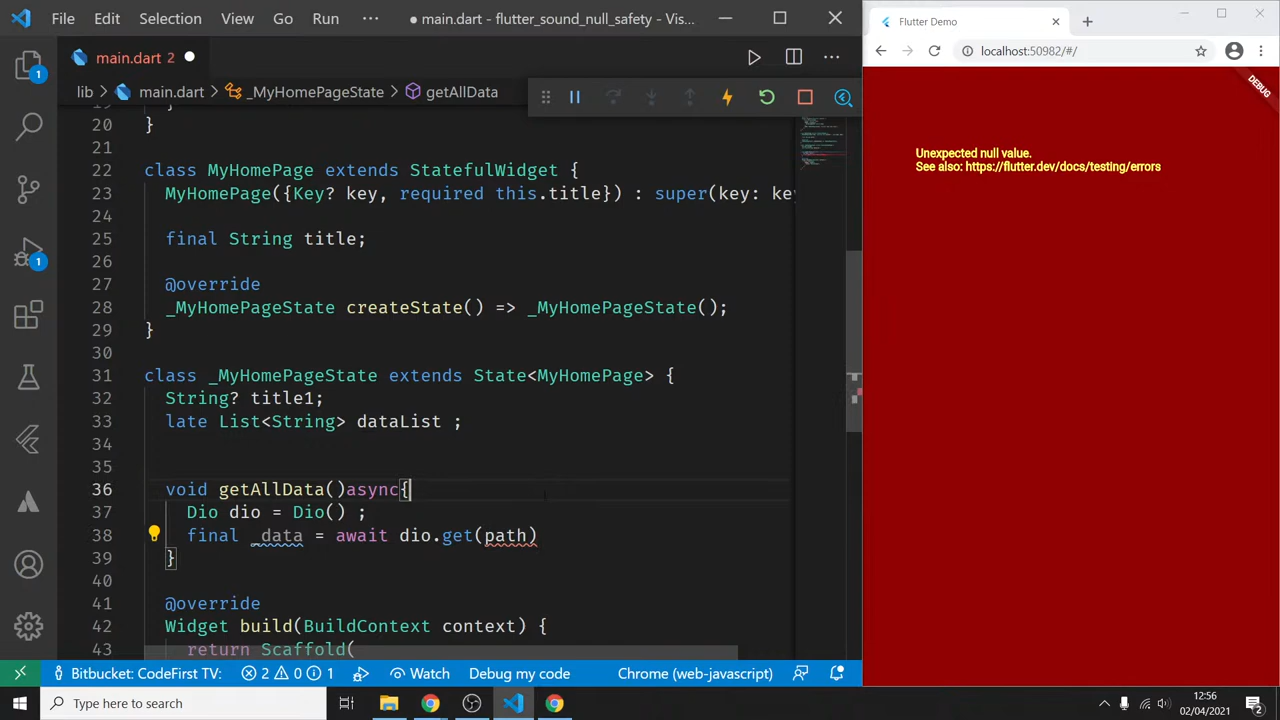 File Edit Selection View Go Run ... ● main.dart - flutter_sound_null_safety - Vis...
main.dart 2
lib > main.dart > _MyHomePageState > getAllData
19 }
20 }
21
22 class MyHomePage extends StatefulWidget {
23 MyHomePage({Key? key, required this.title}) : super(key: ke
24
25 final String title;
26
27 @override
28 _MyHomePageState createState() => _MyHomePageState();
29 }
30
31 class _MyHomePageState extends State<MyHomePage> {
32 String? title1;
33 late List<String> dataList ;
34
35
36 void getAllData()async{
37 Dio dio = Dio() ;
38 final _data = await dio.get(path)
39 }
40
41 @override
42 Widget build(BuildContext context) {
43 return Scaffold(
1
1
Bitbucket: CodeFirst TV: 2 0 1 Watch Debug my code Chrome (web-javascript)
Flutter Demo
localhost:50982/#/
DEBUG
Unexpected null value.
See also: https://flutter.dev/docs/testing/errors
Type here to search
12:56
02/04/2021
2